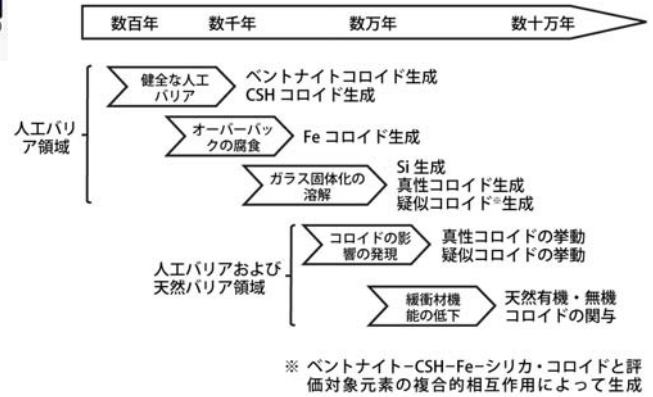 数百年
数千年
数万年
数十万年
健全な人工
バリア
ベントナイトコロイド生成
CSH コロイド生成
人工バリ
ア領域
オーバーパッ
クの腐食
Fe コロイド生成
ガラス固体化の
溶解
Si 生成
真性コロイド生成
疑似コロイド※生成
人工バリアおよび
天然バリア領域
コロイドの影
響の発現
真性コロイドの挙動
疑似コロイドの挙動
緩衝材機
能の低下
天然有機・無機
コロイドの関与
※ ベントナイト−CSH−Fe−シリカ・コロイドと評
価対象元素の複合的相互作用によって生成